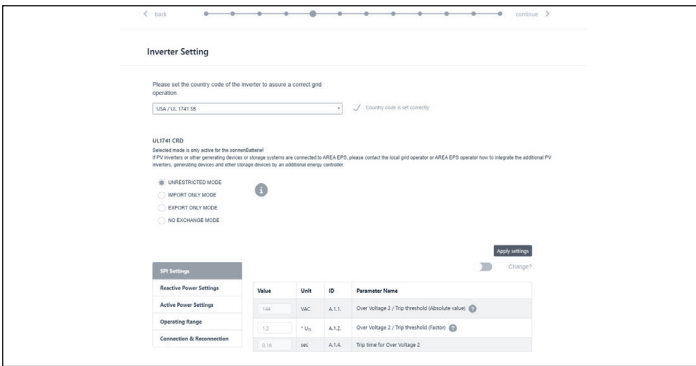 back
continue
Inverter Setting
Please set the country code of the inverter to assure a correct grid
operation
USA / UL 1741 SB
Country code is set correctly
UL1741 CRD
Selected mode is only active for the sonnenBatterie!
If PV inverters or other generating devices or storage systems are connected to AREA EPS, please contact the local grid operator or AREA EPS operator how to integrate the additional PV
inverters, generating devices and other storage devices by an additional energy controller.
UNRESTRICTED MODE
IMPORT ONLY MODE
EXPORT ONLY MODE
NO EXCHANGE MODE
Apply settings
Change?
SPI Settings
Reactive Power Settings
Active Power Settings
Operating Range
Connection & Reconnection
Value Unit ID Parameter Name
144 VAC A.1.1. Over Voltage 2 / Trip threshold (Absolute value) ?
1.2 * Uₙ A.1.2. Over Voltage 2 / Trip threshold (Factor) ?
0.16 A.1.4. Trip time for Over Voltage 2